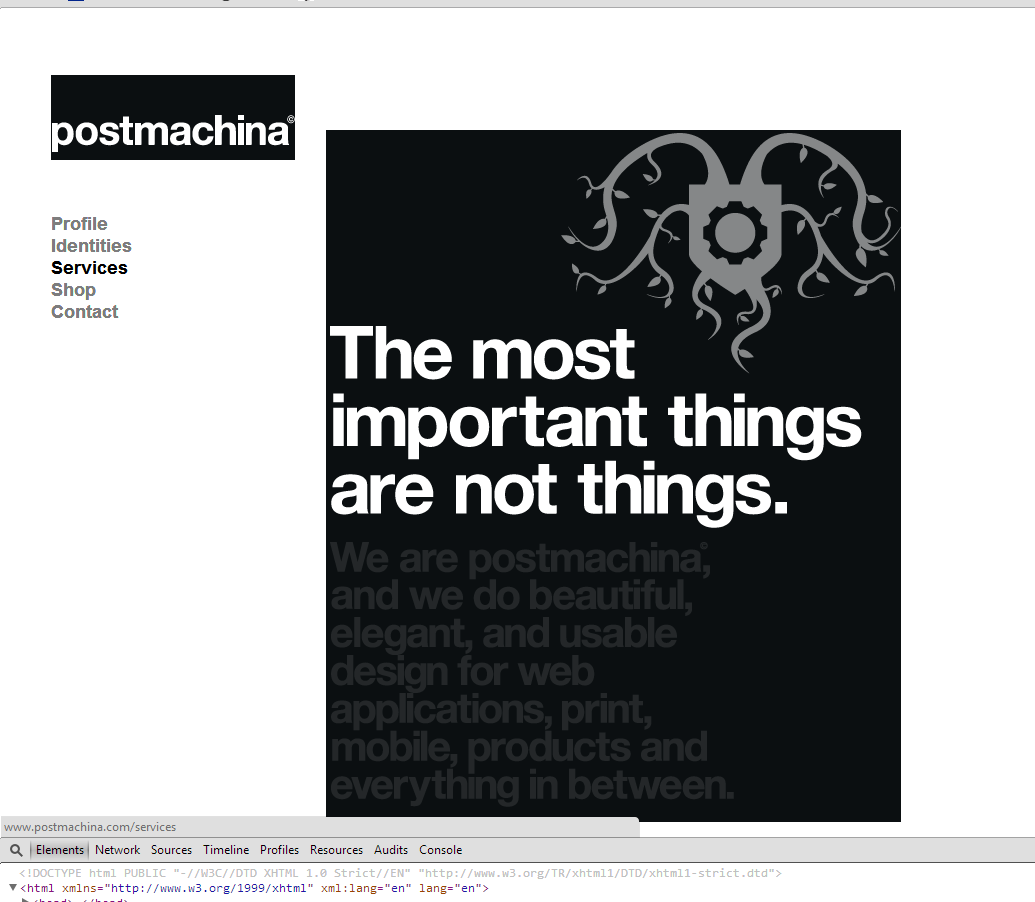 postmachina©
Profile
Identities
Services
Shop
Contact
The most
important things
are not things.
We are postmachina©,
and we do beautiful,
elegant, and usable
design for web
applications, print,
mobile, products and
everything in between.
www.postmachina.com/services
Elements Network Sources Timeline Profiles Resources Audits Console
<!DOCTYPE html PUBLIC "-//W3C//DTD XHTML 1.0 Strict//EN" "http://www.w3.org/TR/xhtml1/DTD/xhtml1-strict.dtd">
<html xmlns="http://www.w3.org/1999/xhtml" xml:lang="en" lang="en">